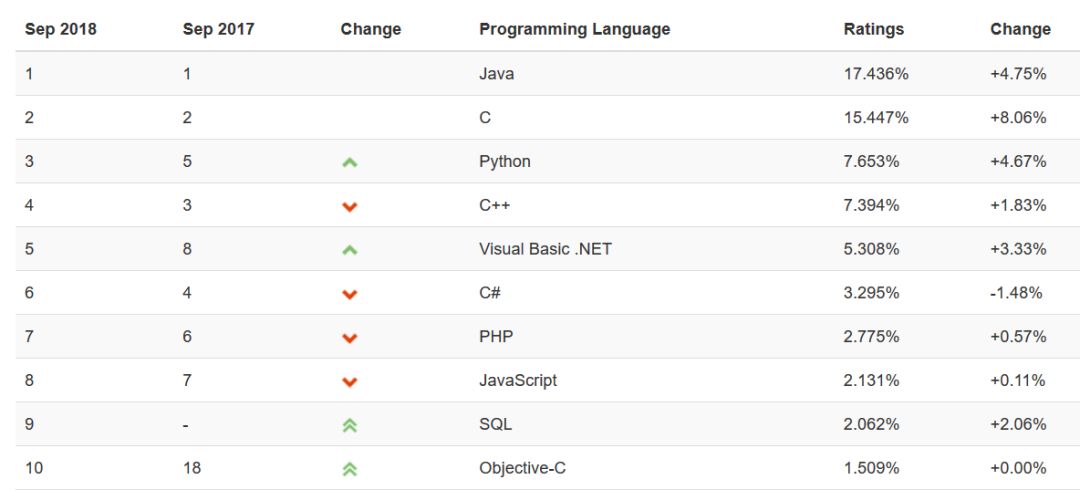 Sep 2018 Sep 2017 Change Programming Language Ratings Change
1 1 Java 17.436% +4.75%
2 2 C 15.447% +8.06%
3 5 Python 7.653% +4.67%
4 3 C++ 7.394% +1.83%
5 8 Visual Basic .NET 5.308% +3.33%
6 4 C# 3.295% -1.48%
7 6 PHP 2.775% +0.57%
8 7 JavaScript 2.131% +0.11%
9 - SQL 2.062% +2.06%
10 18 Objective-C 1.509% +0.00%